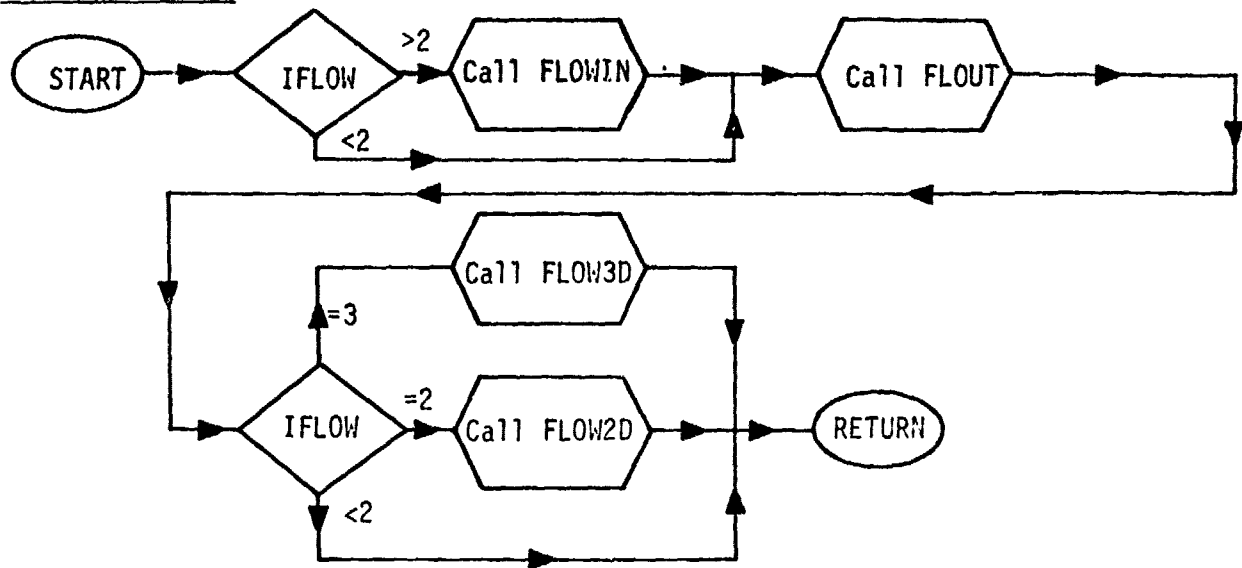 START
IFLOW
>2
Call FLOWIN
Call FLOUT
<2
Call FLOW3D
=3
IFLOW
=2
Call FLOW2D
RETURN
<2